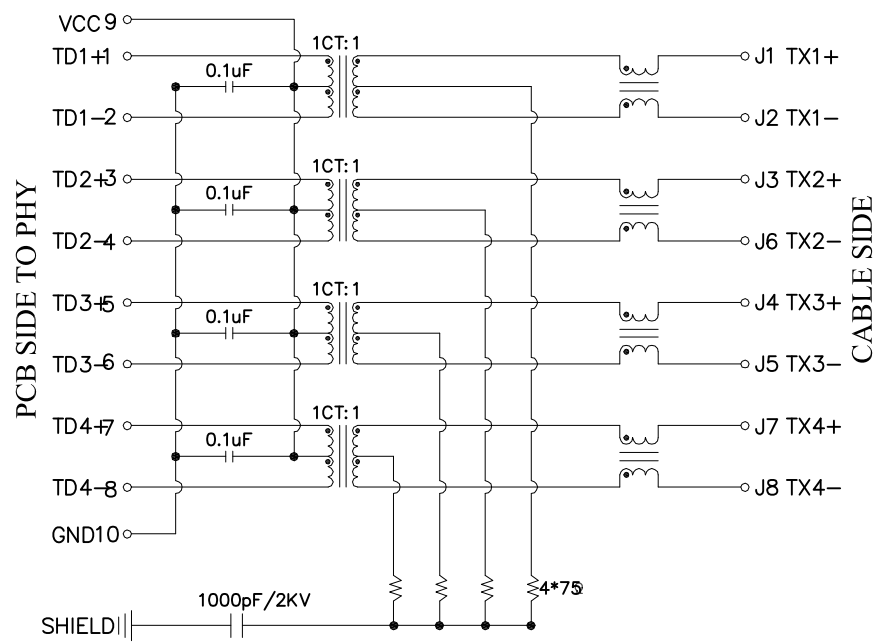 VCC 9
1CT:1
TD1+1
J1 TX1+
0.1uF
TD1-2
J2 TX1-
1CT:1
TD2+3
J3 TX2+
0.1uF
TD2-4
J6 TX2-
1CT:1
TD3+5
J4 TX3+
0.1uF
TD3-6
J5 TX3-
1CT:1
TD4+7
J7 TX4+
0.1uF
TD4-8
J8 TX4-
GND10
4*75Ω
1000pF/2KV
SHIELD
PCB SIDE TO PHY
CABLE SIDE